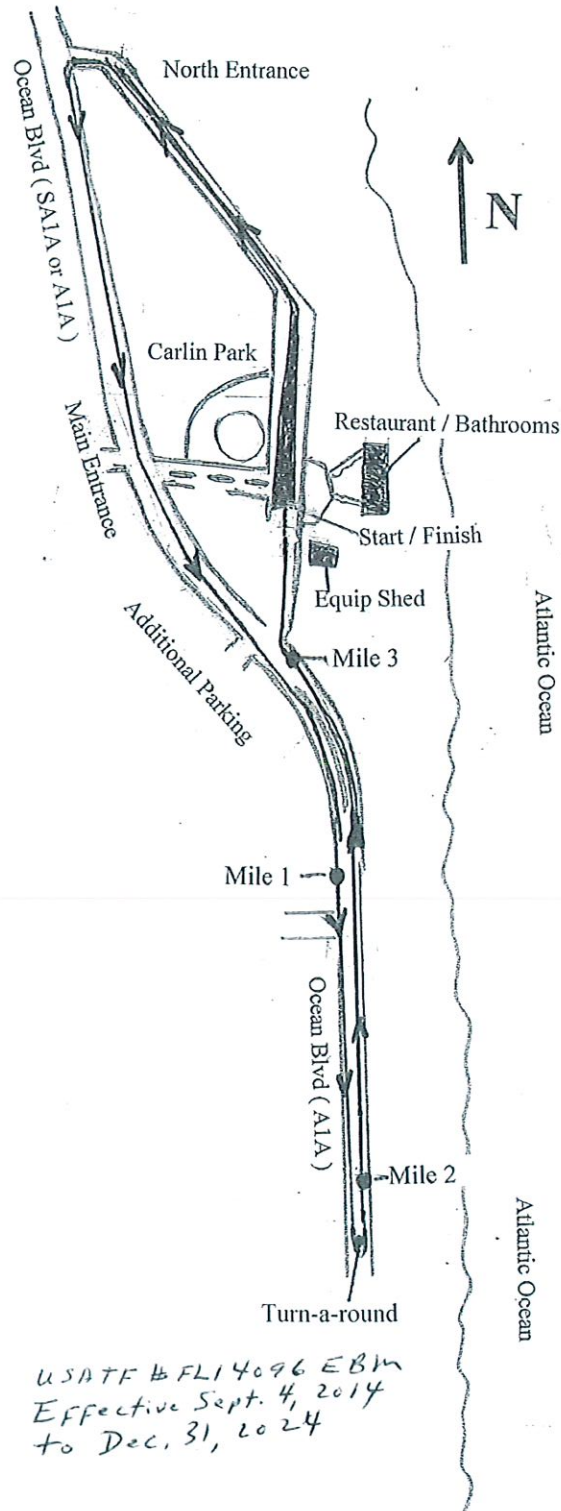 North Entrance
Ocean Blvd ( SA1A or A1A )
N
Carlin Park
Restaurant / Bathrooms
Main Entrance
Start / Finish
Equip Shed
Atlantic Ocean
Mile 3
Additional Parking
Mile 1
Ocean Blvd ( A1A )
Mile 2
Atlantic Ocean
Turn-a-round
USATF # FL14096 EBM
Effective Sept. 4, 2014
to Dec. 31, 2024